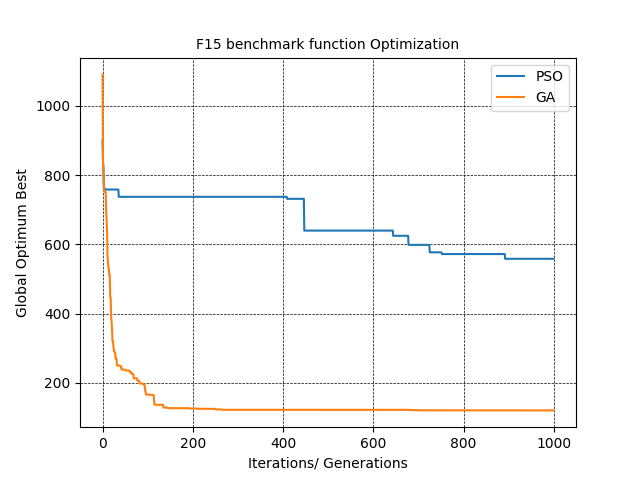 F15 benchmark function Optimization
PSO
GA
Global Optimum Best
1000
800
600
400
200
0 200 400 600 800 1000
Iterations/ Generations